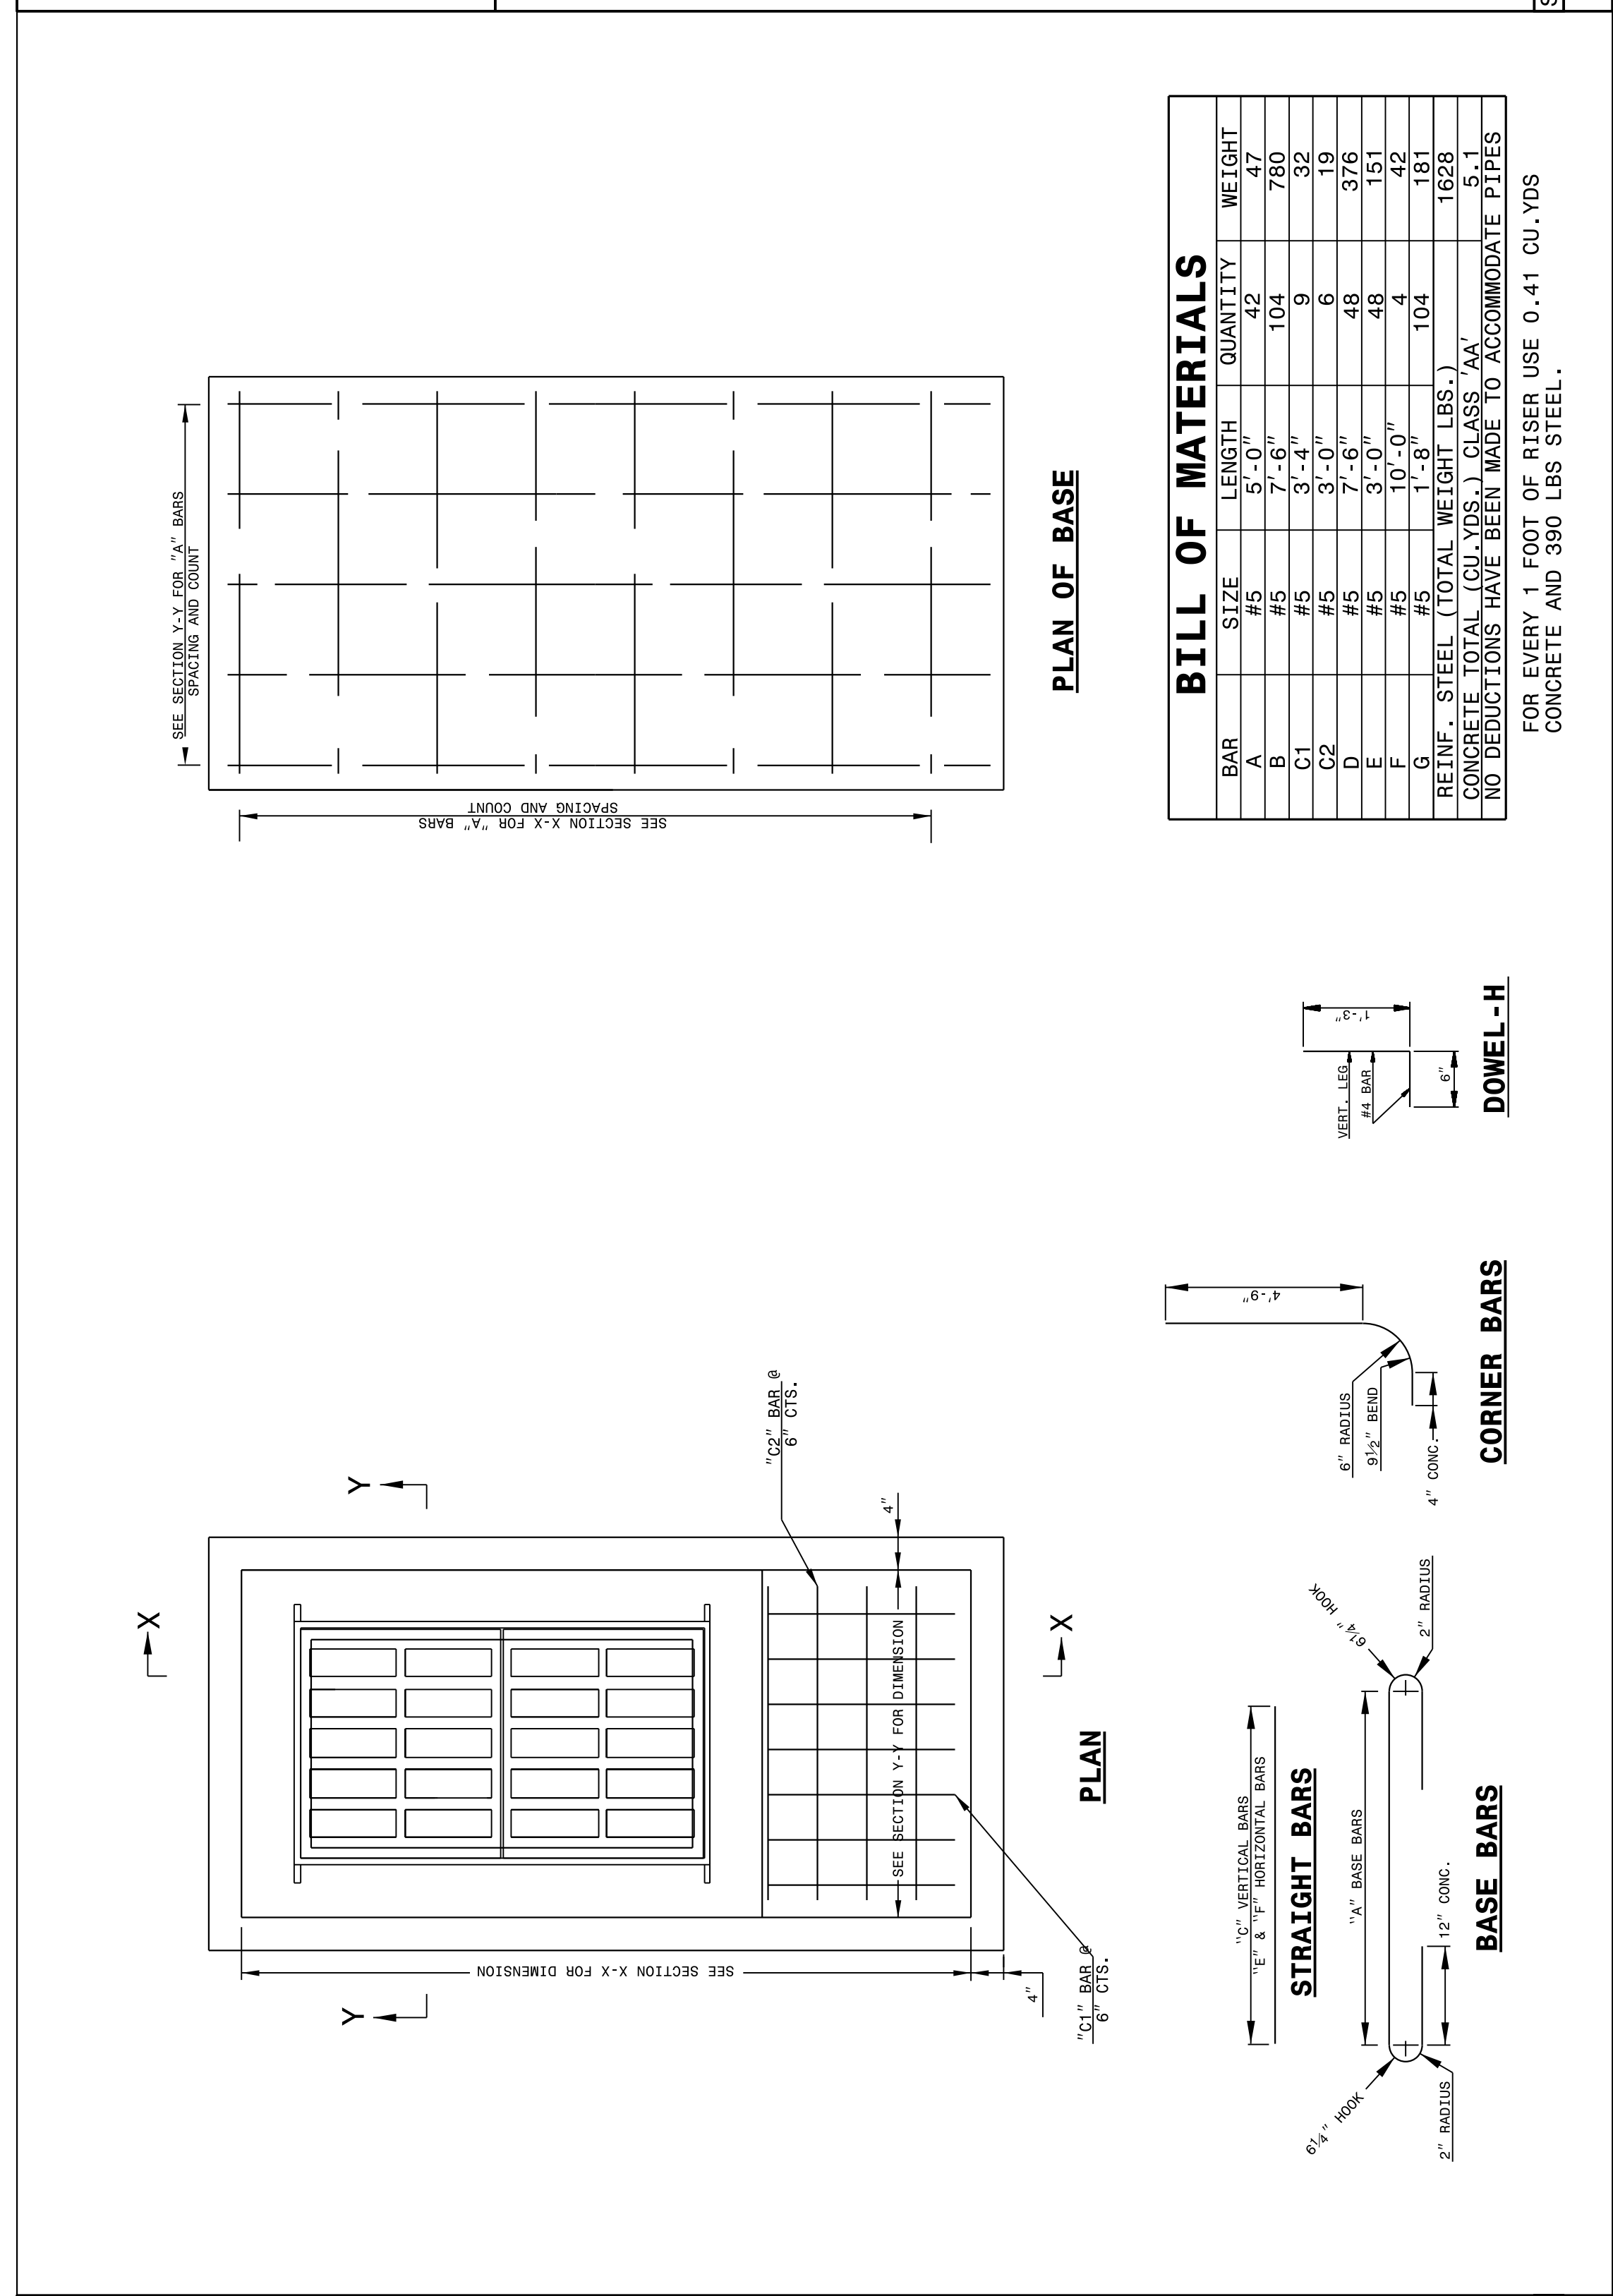 X
X
Y
Y
SEE SECTION X-X FOR DIMENSION
SEE SECTION Y-Y FOR DIMENSION
4"
4"
"C2" BAR @
6" CTS.
"C1" BAR @
6" CTS.
PLAN
SEE SECTION Y-Y FOR "A" BARS
SPACING AND COUNT
SEE SECTION X-X FOR "A" BARS
SPACING AND COUNT
PLAN OF BASE
"C" VERTICAL BARS
"E" & "F" HORIZONTAL BARS
STRAIGHT BARS
"A" BASE BARS
6¼" HOOK
6¼" HOOK
2" RADIUS
2" RADIUS
12" CONC.
BASE BARS
4'-9"
6" RADIUS
9½" BEND
4" CONC.
CORNER BARS
1'-3"
VERT. LEG
#4 BAR
6"
DOWEL-H
BILL OF MATERIALS
BAR SIZE LENGTH QUANTITY WEIGHT
A #5 5'-0" 42 47
B #5 7'-6" 104 780
C1 #5 3'-4" 9 32
C2 #5 3'-0" 6 19
D #5 7'-6" 48 376
E #5 3'-0" 48 151
F #5 10'-0" 4 42
G #5 1'-8" 104 181
REINF. STEEL (TOTAL WEIGHT LBS.) 1628
CONCRETE TOTAL (CU.YDS.) CLASS 'AA' 5.1
NO DEDUCTIONS HAVE BEEN MADE TO ACCOMMODATE PIPES
FOR EVERY 1 FOOT OF RISER USE 0.41 CU.YDS
CONCRETE AND 390 LBS STEEL.